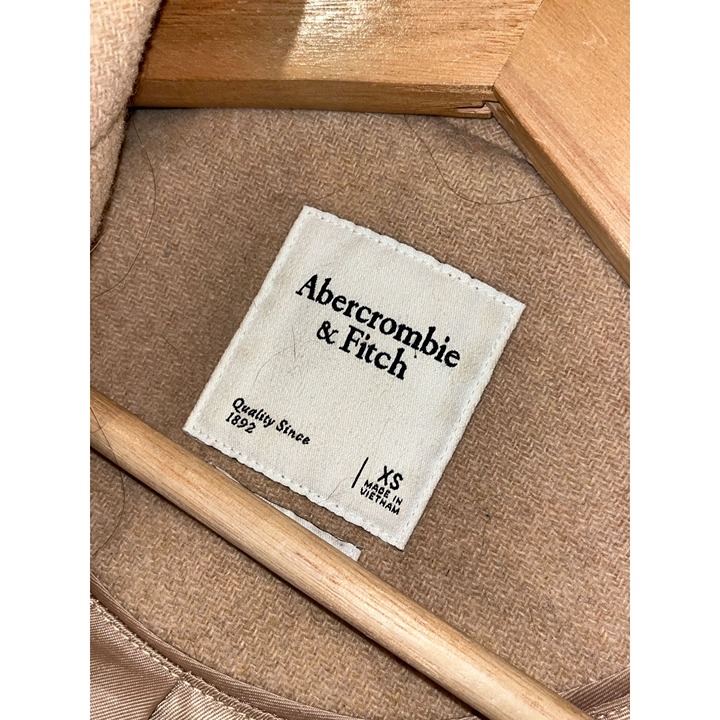 Abercrombie
& Fitch
Quality Since
1892
XS
MADE IN
VIETNAM